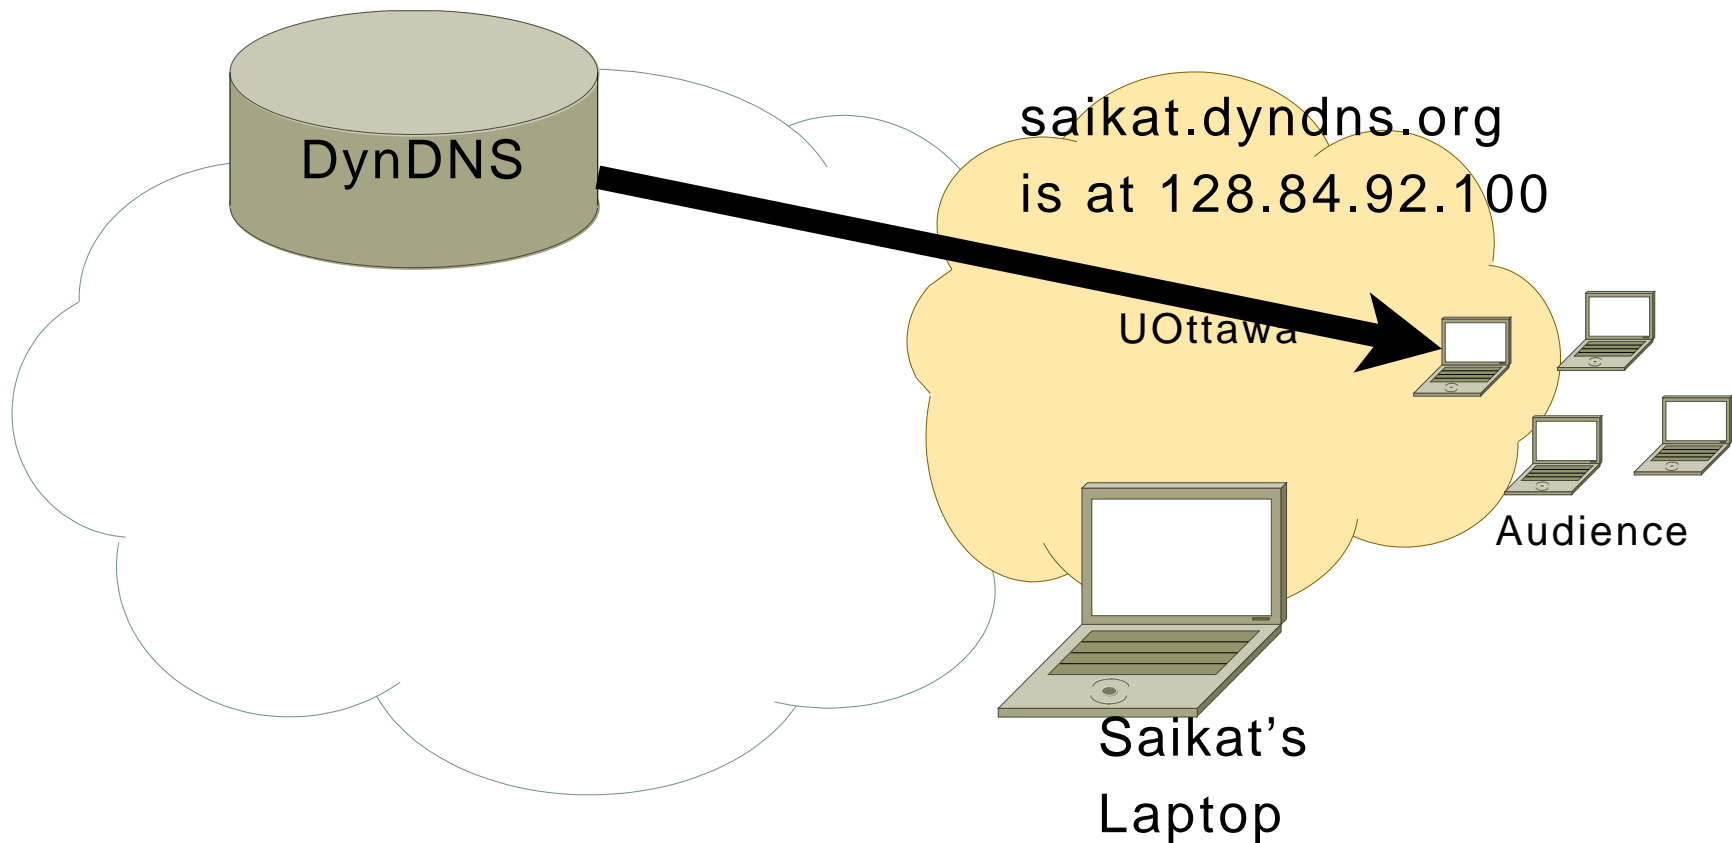 DynDNS
saikat.dyndns.org
is at 128.84.92.100
UOttawa
Audience
Saikat’s
Laptop